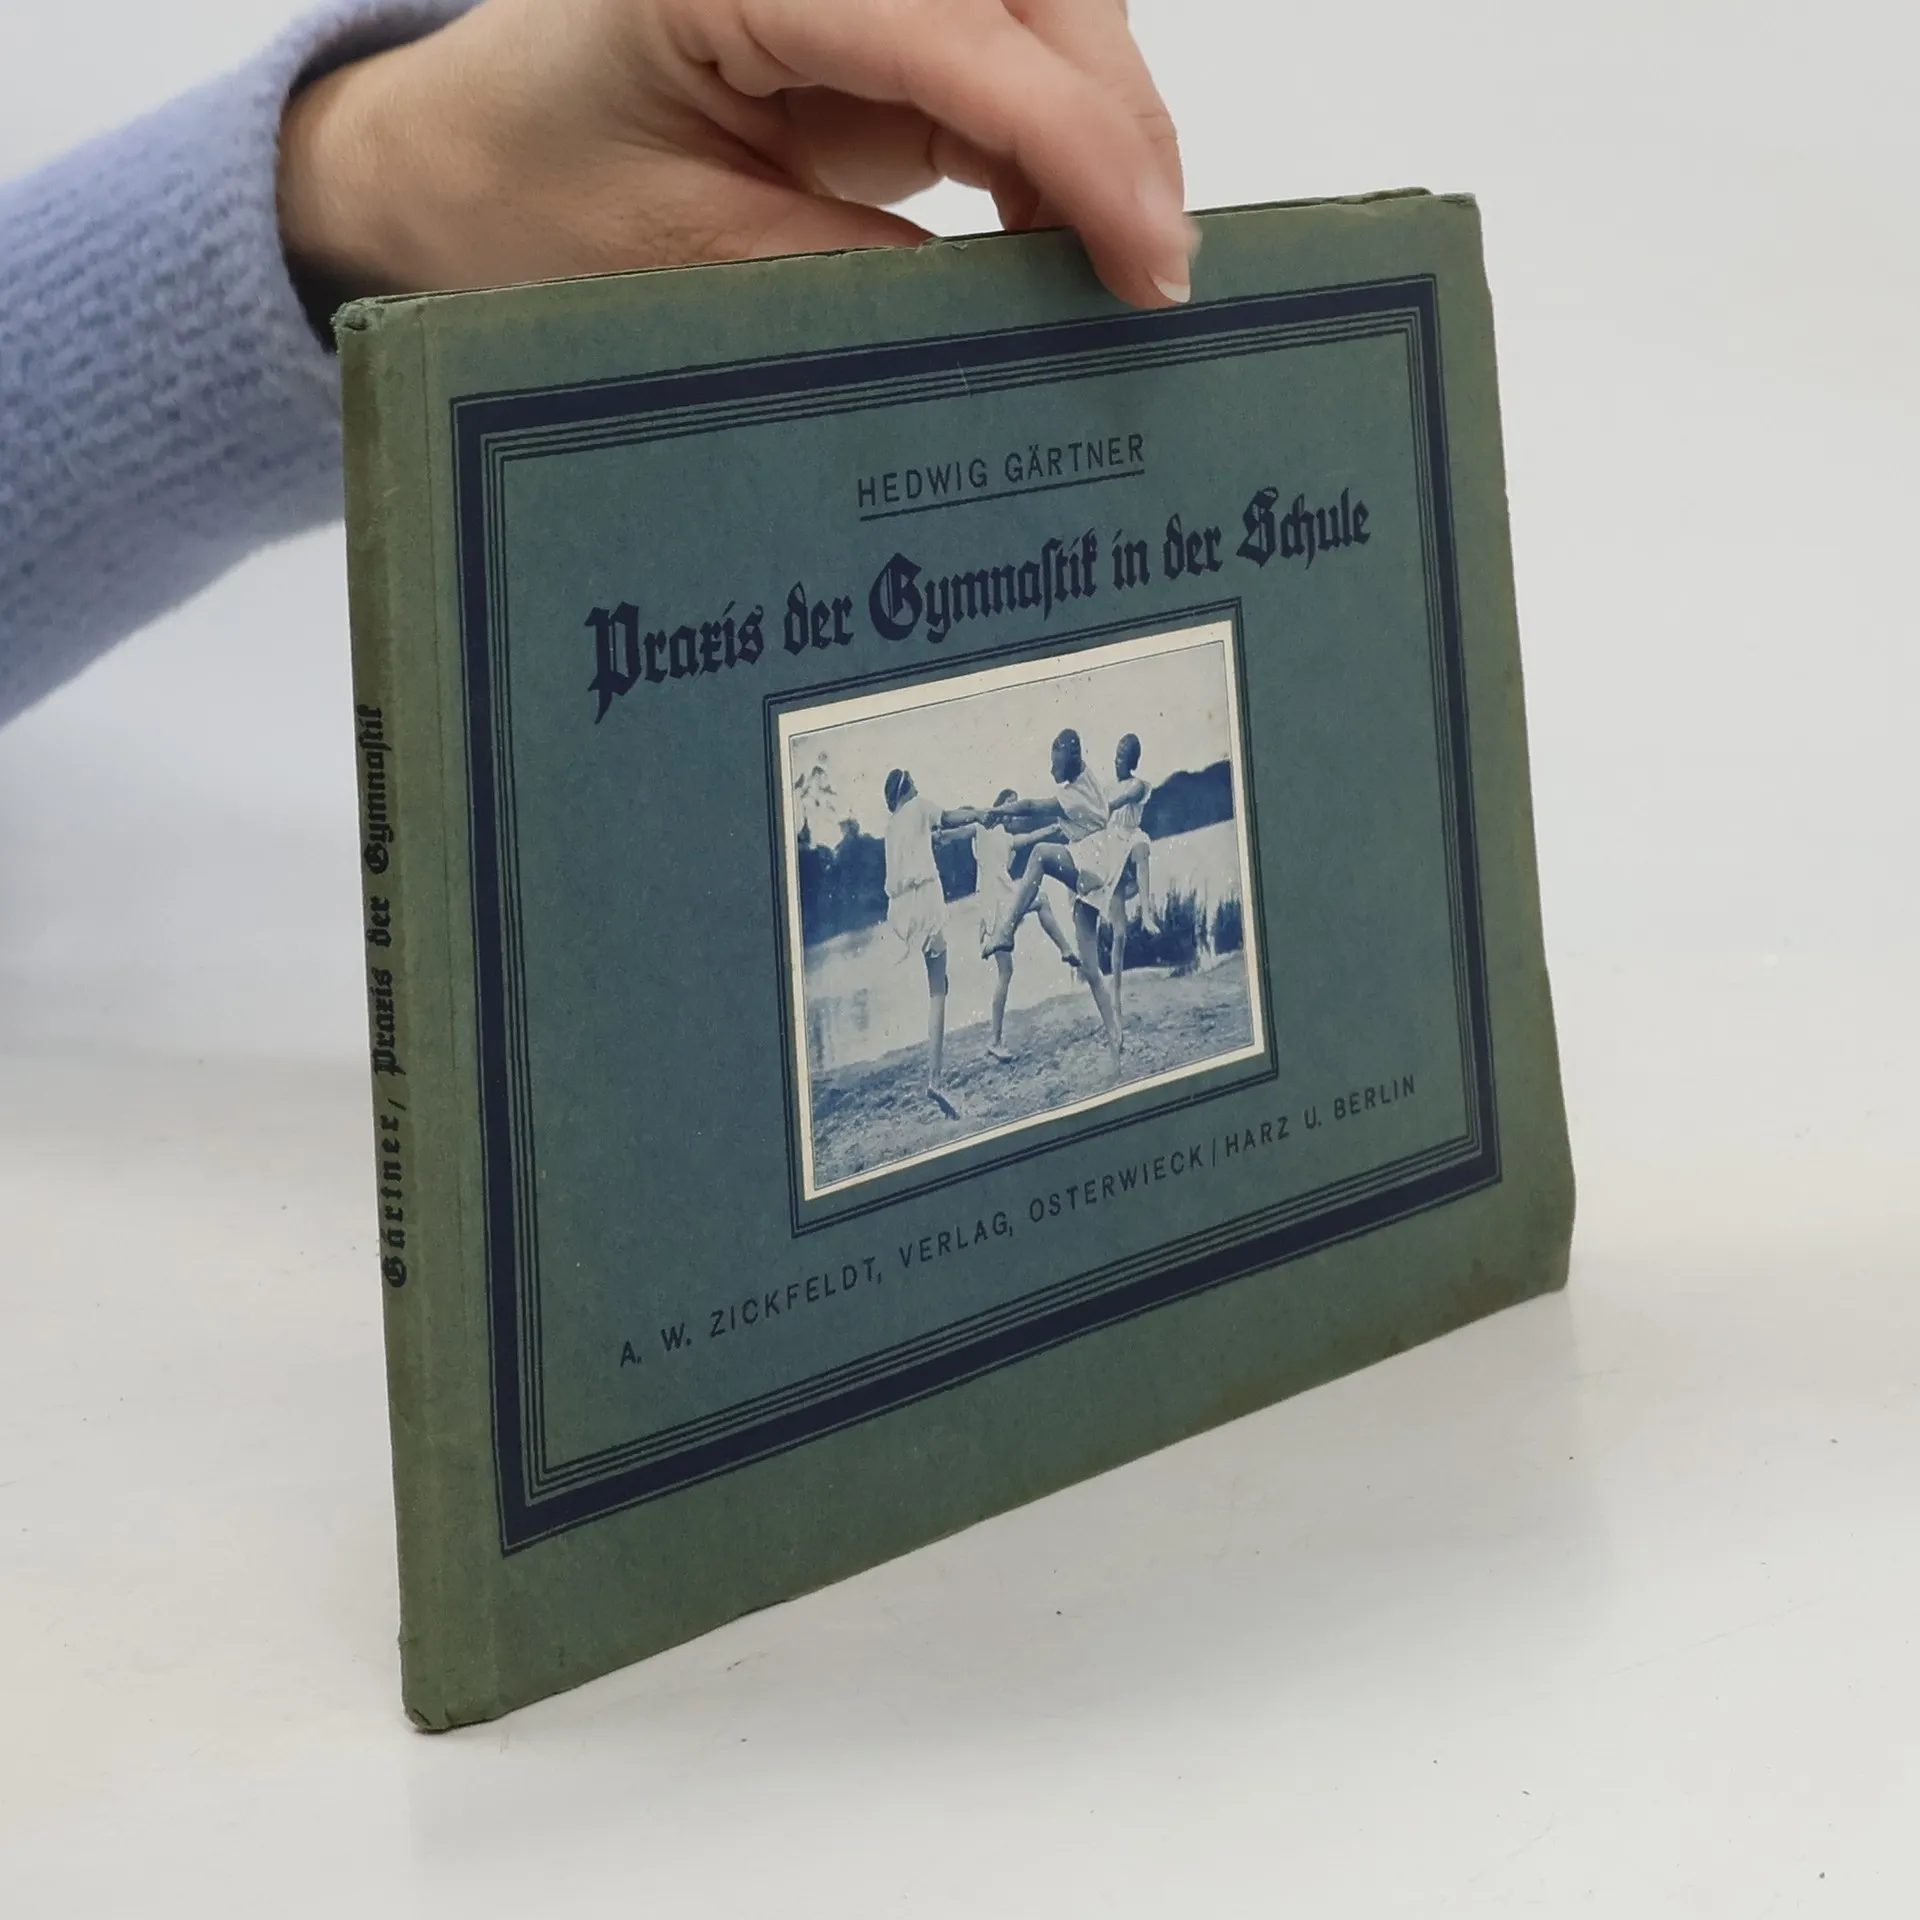 HEDWIG GÄRTNER
Praxis der Gymnaſtik in der Schule
A. W. ZICKFELDT, VERLAG, OSTERWIECK / HARZ U. BERLIN
Gärtner, Praxis der Gymnaſtik